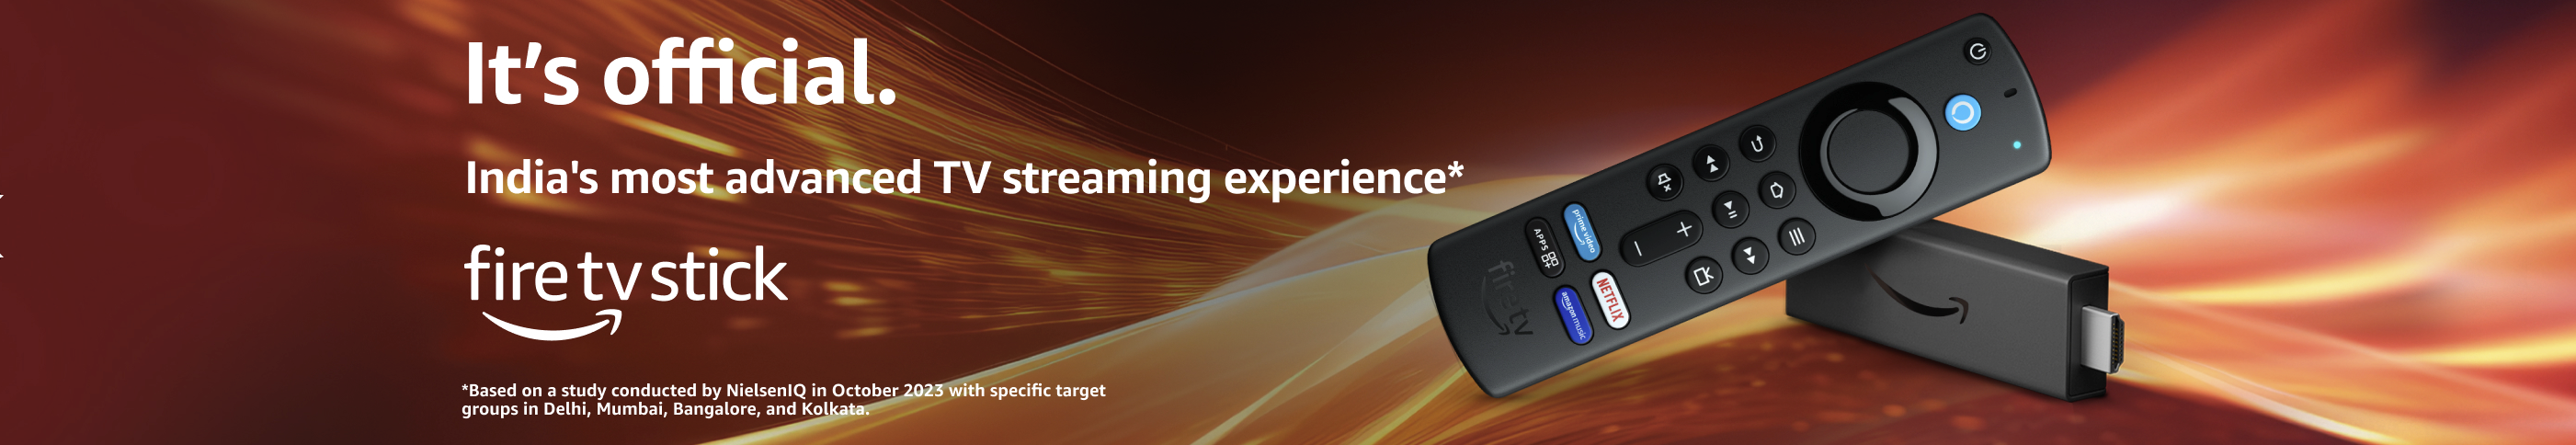 It's official.
India's most advanced TV streaming experience*
fire tv stick
*Based on a study conducted by NielsenIQ in October 2023 with specific target
groups in Delhi, Mumbai, Bangalore, and Kolkata.
prime video
APPS
NETFLIX
amazon music
fire tv